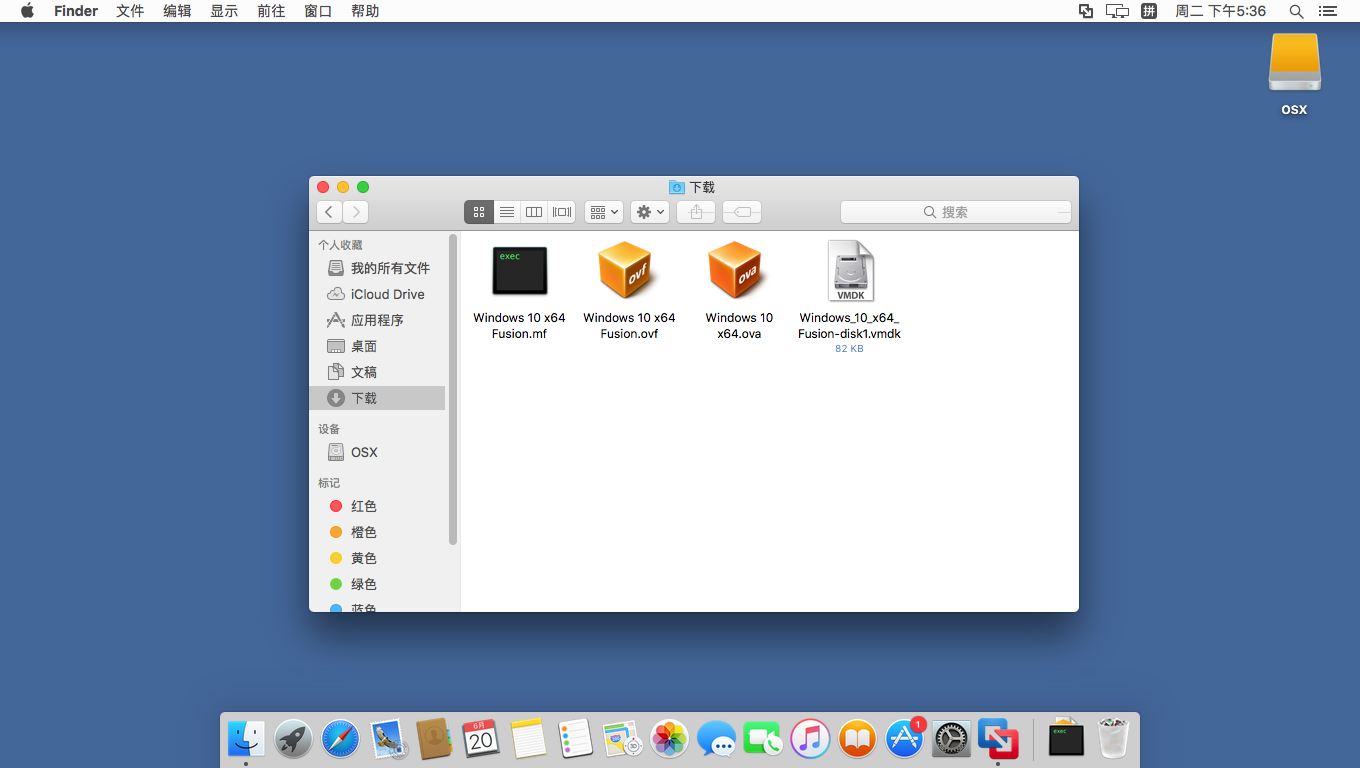 Finder 文件 编辑 显示 前往 窗口 帮助 拼 周二 下午5:36
OSX
下载
搜索
个人收藏
我的所有文件
iCloud Drive
应用程序
桌面
文稿
下载
设备
OSX
标记
红色
橙色
黄色
绿色
蓝色
exec
Windows 10 x64
Fusion.mf
ovf
Windows 10 x64
Fusion.ovf
ova
Windows 10
x64.ova
VMDK
Windows_10_x64_
Fusion-disk1.vmdk
82 KB
6月
20
1
exec